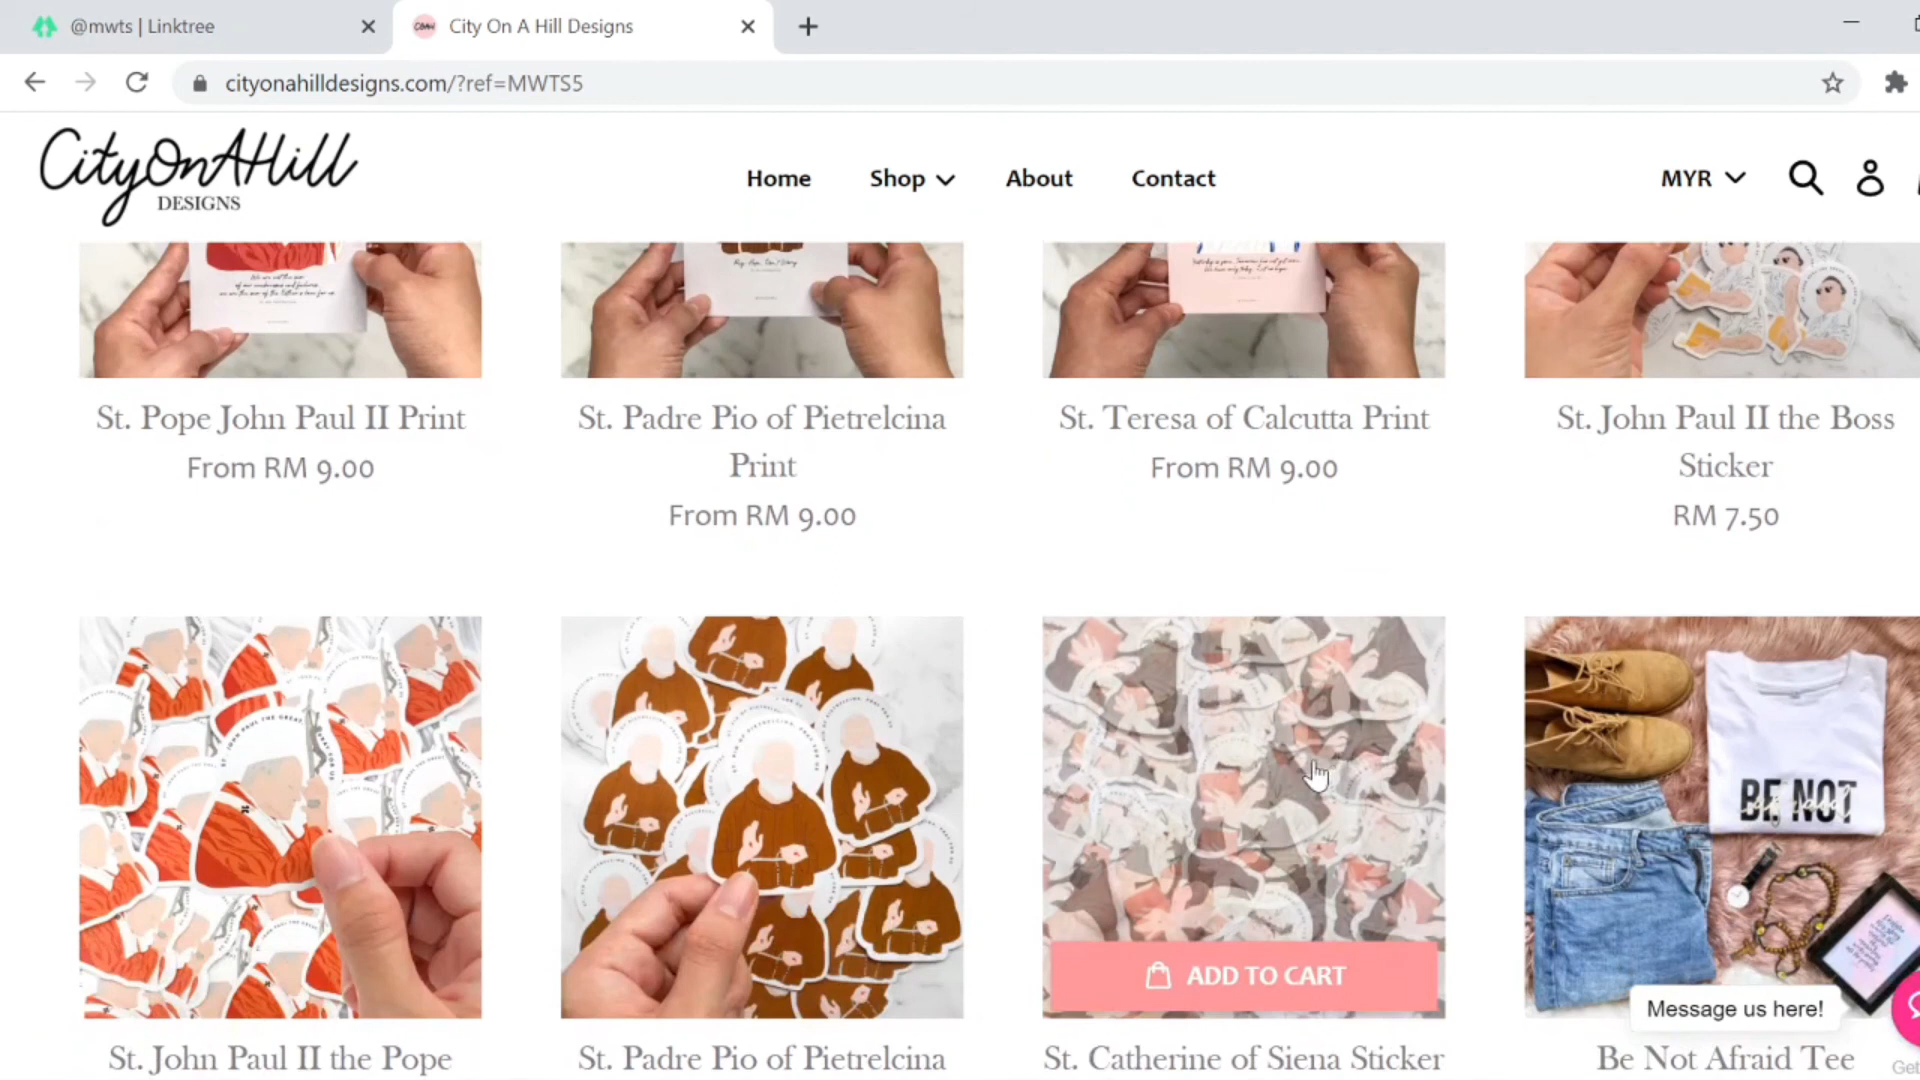 @mwts | Linktree
City On A Hill Designs
cityonahilldesigns.com/?ref=MWTS5
CityOnAHill
DESIGNS
Home
Shop
About
Contact
MYR
St. Pope John Paul II Print
From RM 9.00
St. Padre Pio of Pietrelcina
Print
From RM 9.00
St. Teresa of Calcutta Print
From RM 9.00
St. John Paul II the Boss
Sticker
RM 7.50
BE NOT
afraid
ADD TO CART
Message us here!
St. John Paul II the Pope
St. Padre Pio of Pietrelcina
St. Catherine of Siena Sticker
Be Not Afraid Tee
Get